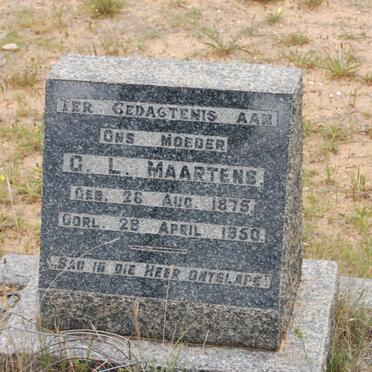 TER GEDAGTENIS AAN
ONS MOEDER
G. L. MAARTENS.
GEB. 26 AUG. 1875.
OORL. 28 APRIL 1950.
"SAG IN DIE HEER ONTSLAPE"